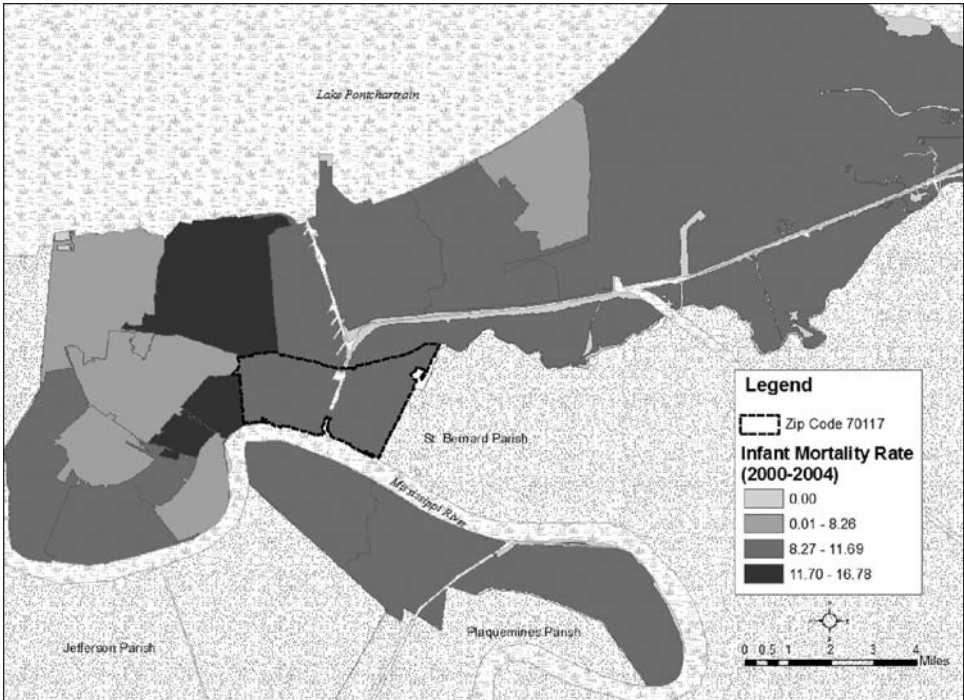 Lake Pontchartrain
St. Bernard Parish
Mississippi River
Jefferson Parish
Plaquemines Parish
Legend
Zip Code 70117
Infant Mortality Rate
(2000-2004)
0.00
0.01 - 8.26
8.27 - 11.69
11.70 - 16.78
0 0.5 1 2 3 4
Miles